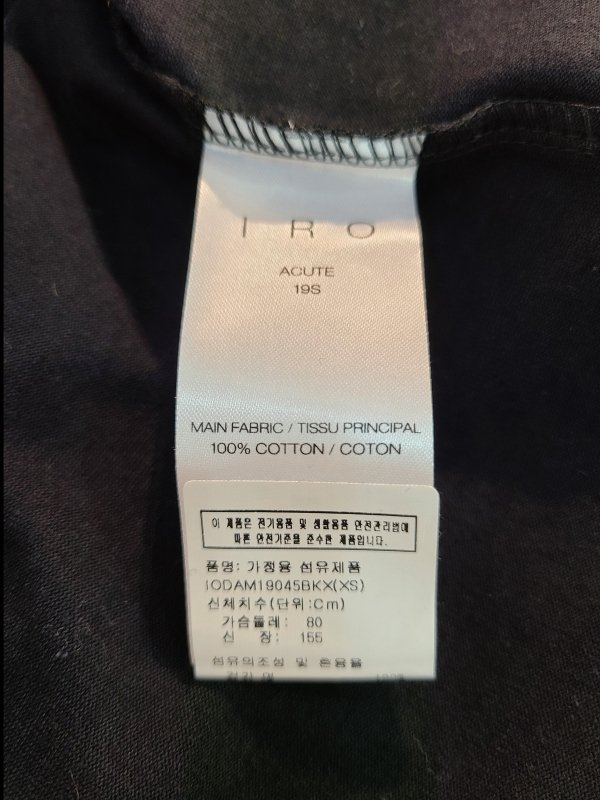 IRO
ACUTE
19S
MAIN FABRIC / TISSU PRINCIPAL
100% COTTON / COTON
이 제품은 전기용품 및 생활용품 안전관리법에
따른 안전기준을 준수한 제품입니다.
품명: 가정용 섬유제품
IODAM19045BKX(XS)
신체치수(단위:Cm)
가슴둘레: 80
신 장: 155
섬유의조성 및 혼용율